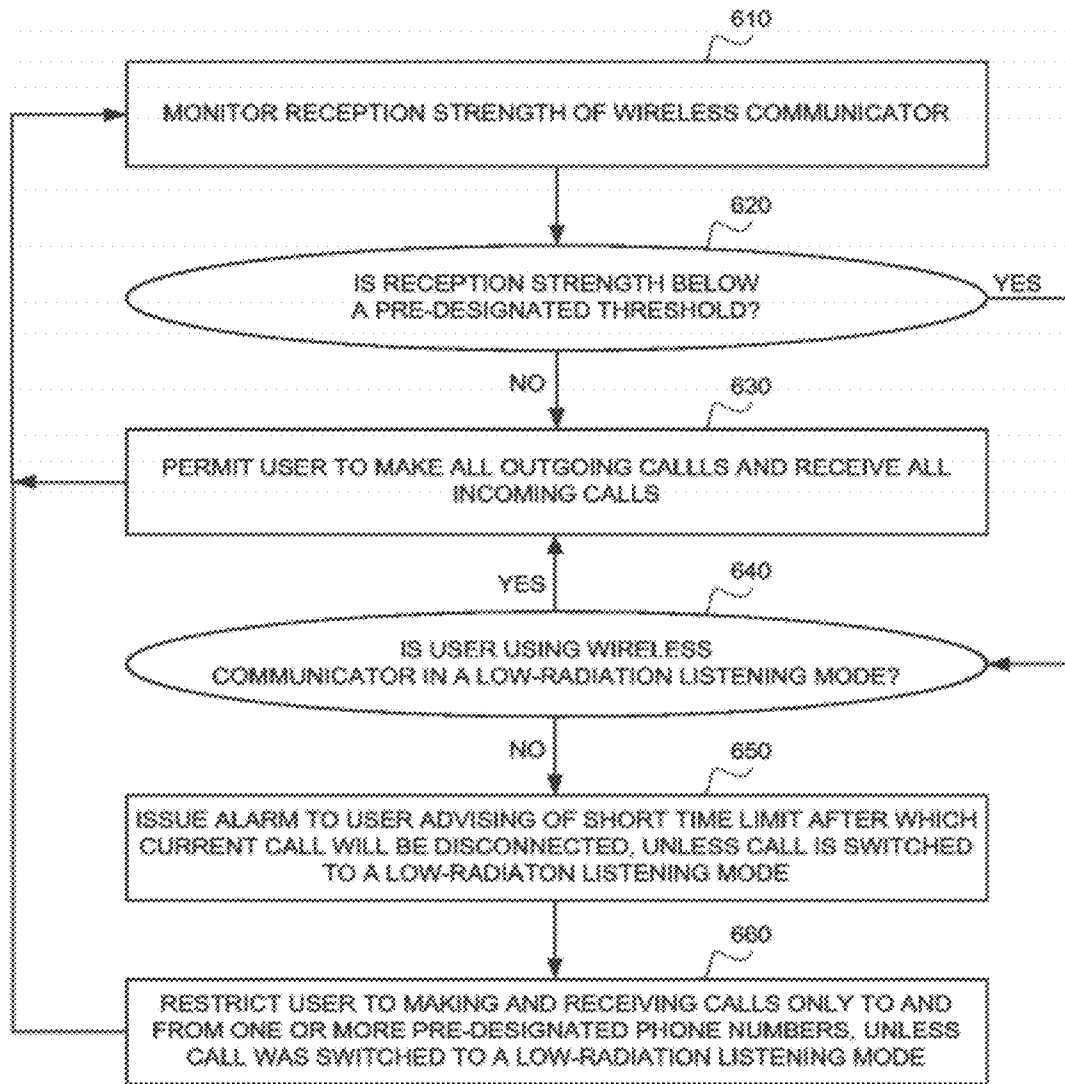 610
MONITOR RECEPTION STRENGTH OF WIRELESS COMMUNICATOR
620
IS RECEPTION STRENGTH BELOW
A PRE-DESIGNATED THRESHOLD?
YES
NO
630
PERMIT USER TO MAKE ALL OUTGOING CALLLS AND RECEIVE ALL
INCOMING CALLS
YES
640
IS USER USING WIRELESS
COMMUNICATOR IN A LOW-RADIATION LISTENING MODE?
NO
650
ISSUE ALARM TO USER ADVISING OF SHORT TIME LIMIT AFTER WHICH
CURRENT CALL WILL BE DISCONNECTED, UNLESS CALL IS SWITCHED
TO A LOW-RADIATON LISTENING MODE
660
RESTRICT USER TO MAKING AND RECEIVING CALLS ONLY TO AND
FROM ONE OR MORE PRE-DESIGNATED PHONE NUMBERS, UNLESS
CALL WAS SWITCHED TO A LOW-RADIATION LISTENING MODE